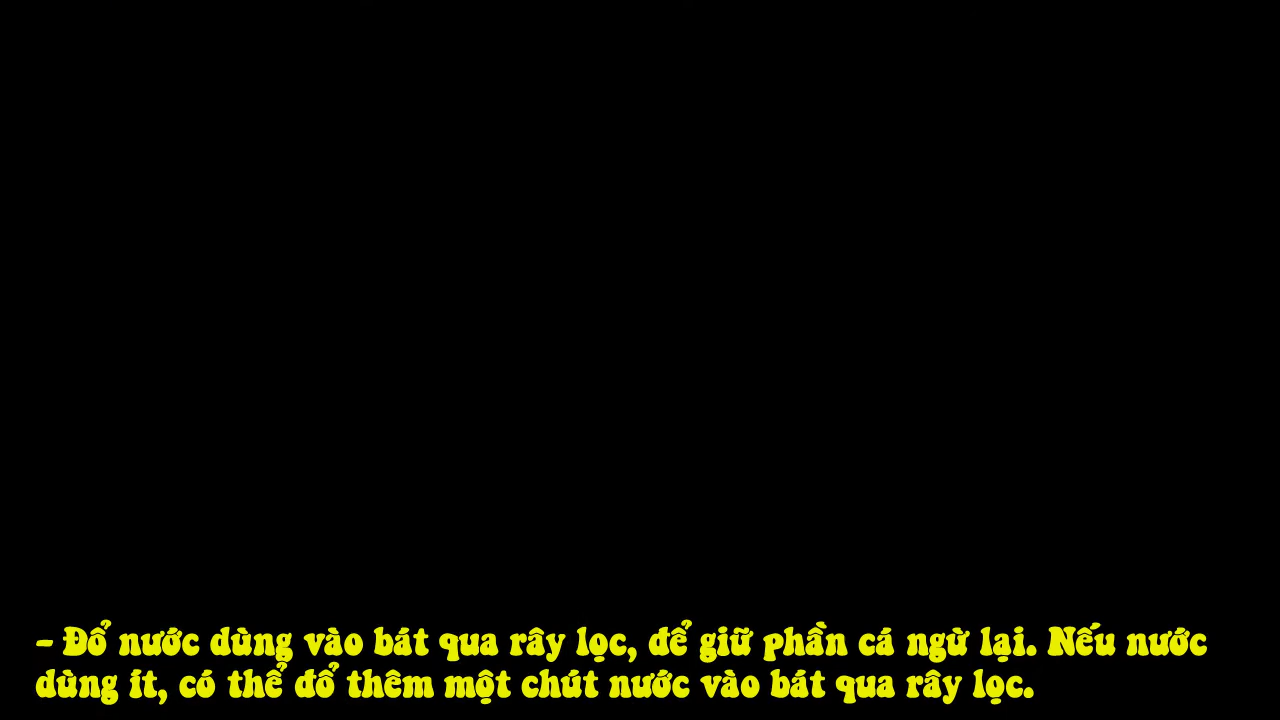 – Đổ nước dùng vào bát qua rây lọc, để giữ phần cá ngừ lại. Nếu nước
dùng ít, có thể đổ thêm một chút nước vào bát qua rây lọc.